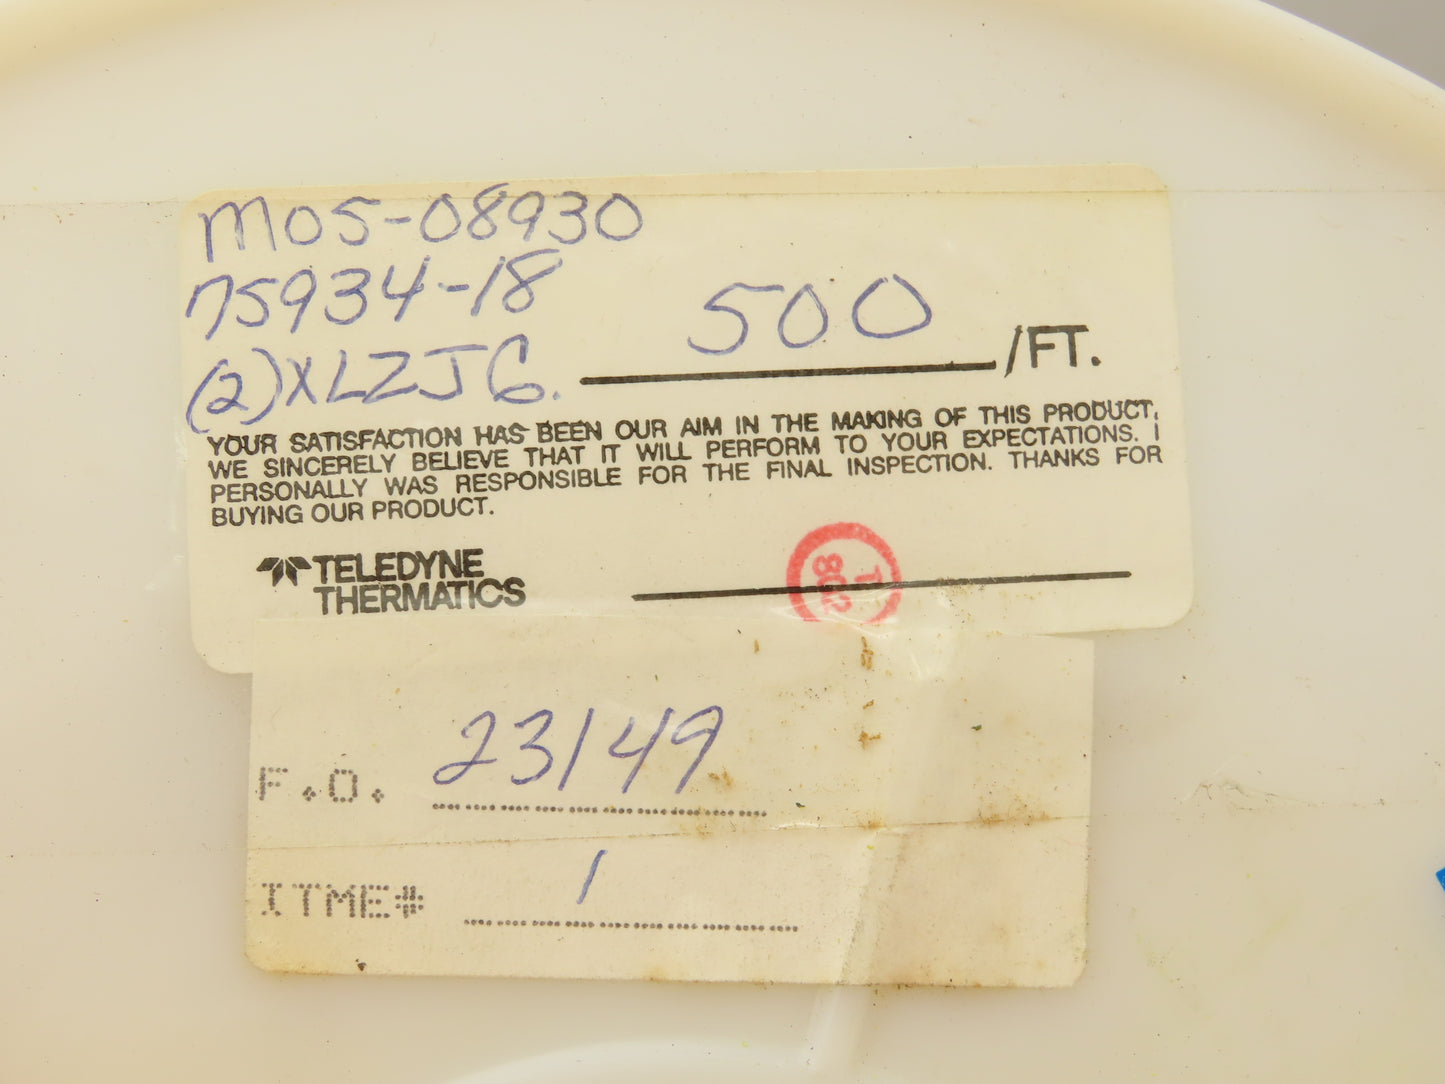 M05-08930
75934-18
(2)XLZJG.
500 /FT.
YOUR SATISFACTION HAS BEEN OUR AIM IN THE MAKING OF THIS PRODUCT.
WE SINCERELY BELIEVE THAT IT WILL PERFORM TO YOUR EXPECTATIONS. I
PERSONALLY WAS RESPONSIBLE FOR THE FINAL INSPECTION. THANKS FOR
BUYING OUR PRODUCT.
TELEDYNE
THERMATICS
F.O. 23149
ITME# 1